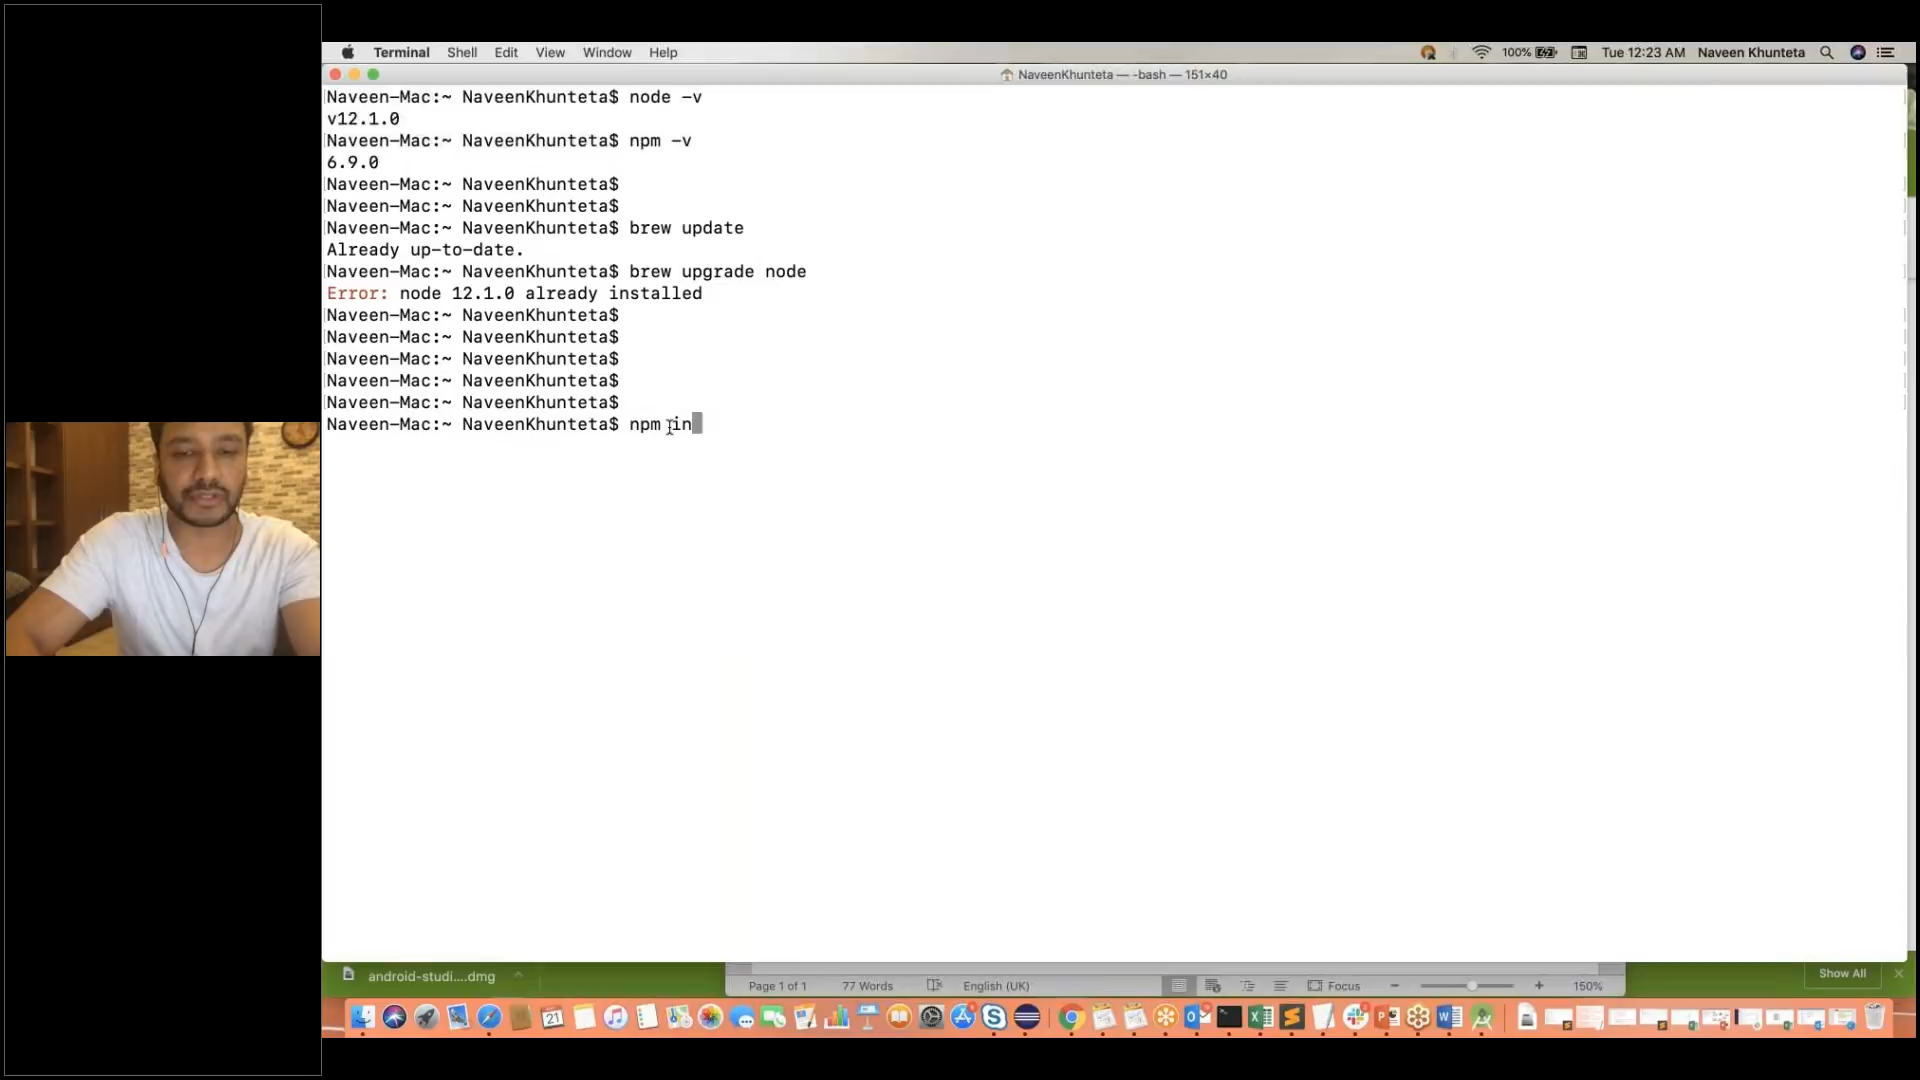 Terminal Shell Edit View Window Help 100% Tue 12:23 AM Naveen Khunteta
NaveenKhunteta — -bash — 151×40
Naveen-Mac:~ NaveenKhunteta$ node -v
v12.1.0
Naveen-Mac:~ NaveenKhunteta$ npm -v
6.9.0
Naveen-Mac:~ NaveenKhunteta$
Naveen-Mac:~ NaveenKhunteta$
Naveen-Mac:~ NaveenKhunteta$ brew update
Already up-to-date.
Naveen-Mac:~ NaveenKhunteta$ brew upgrade node
Error: node 12.1.0 already installed
Naveen-Mac:~ NaveenKhunteta$
Naveen-Mac:~ NaveenKhunteta$
Naveen-Mac:~ NaveenKhunteta$
Naveen-Mac:~ NaveenKhunteta$
Naveen-Mac:~ NaveenKhunteta$
Naveen-Mac:~ NaveenKhunteta$ npm in
android-studi....dmg Show All
Page 1 of 1 77 Words English (UK) Focus 150%
21